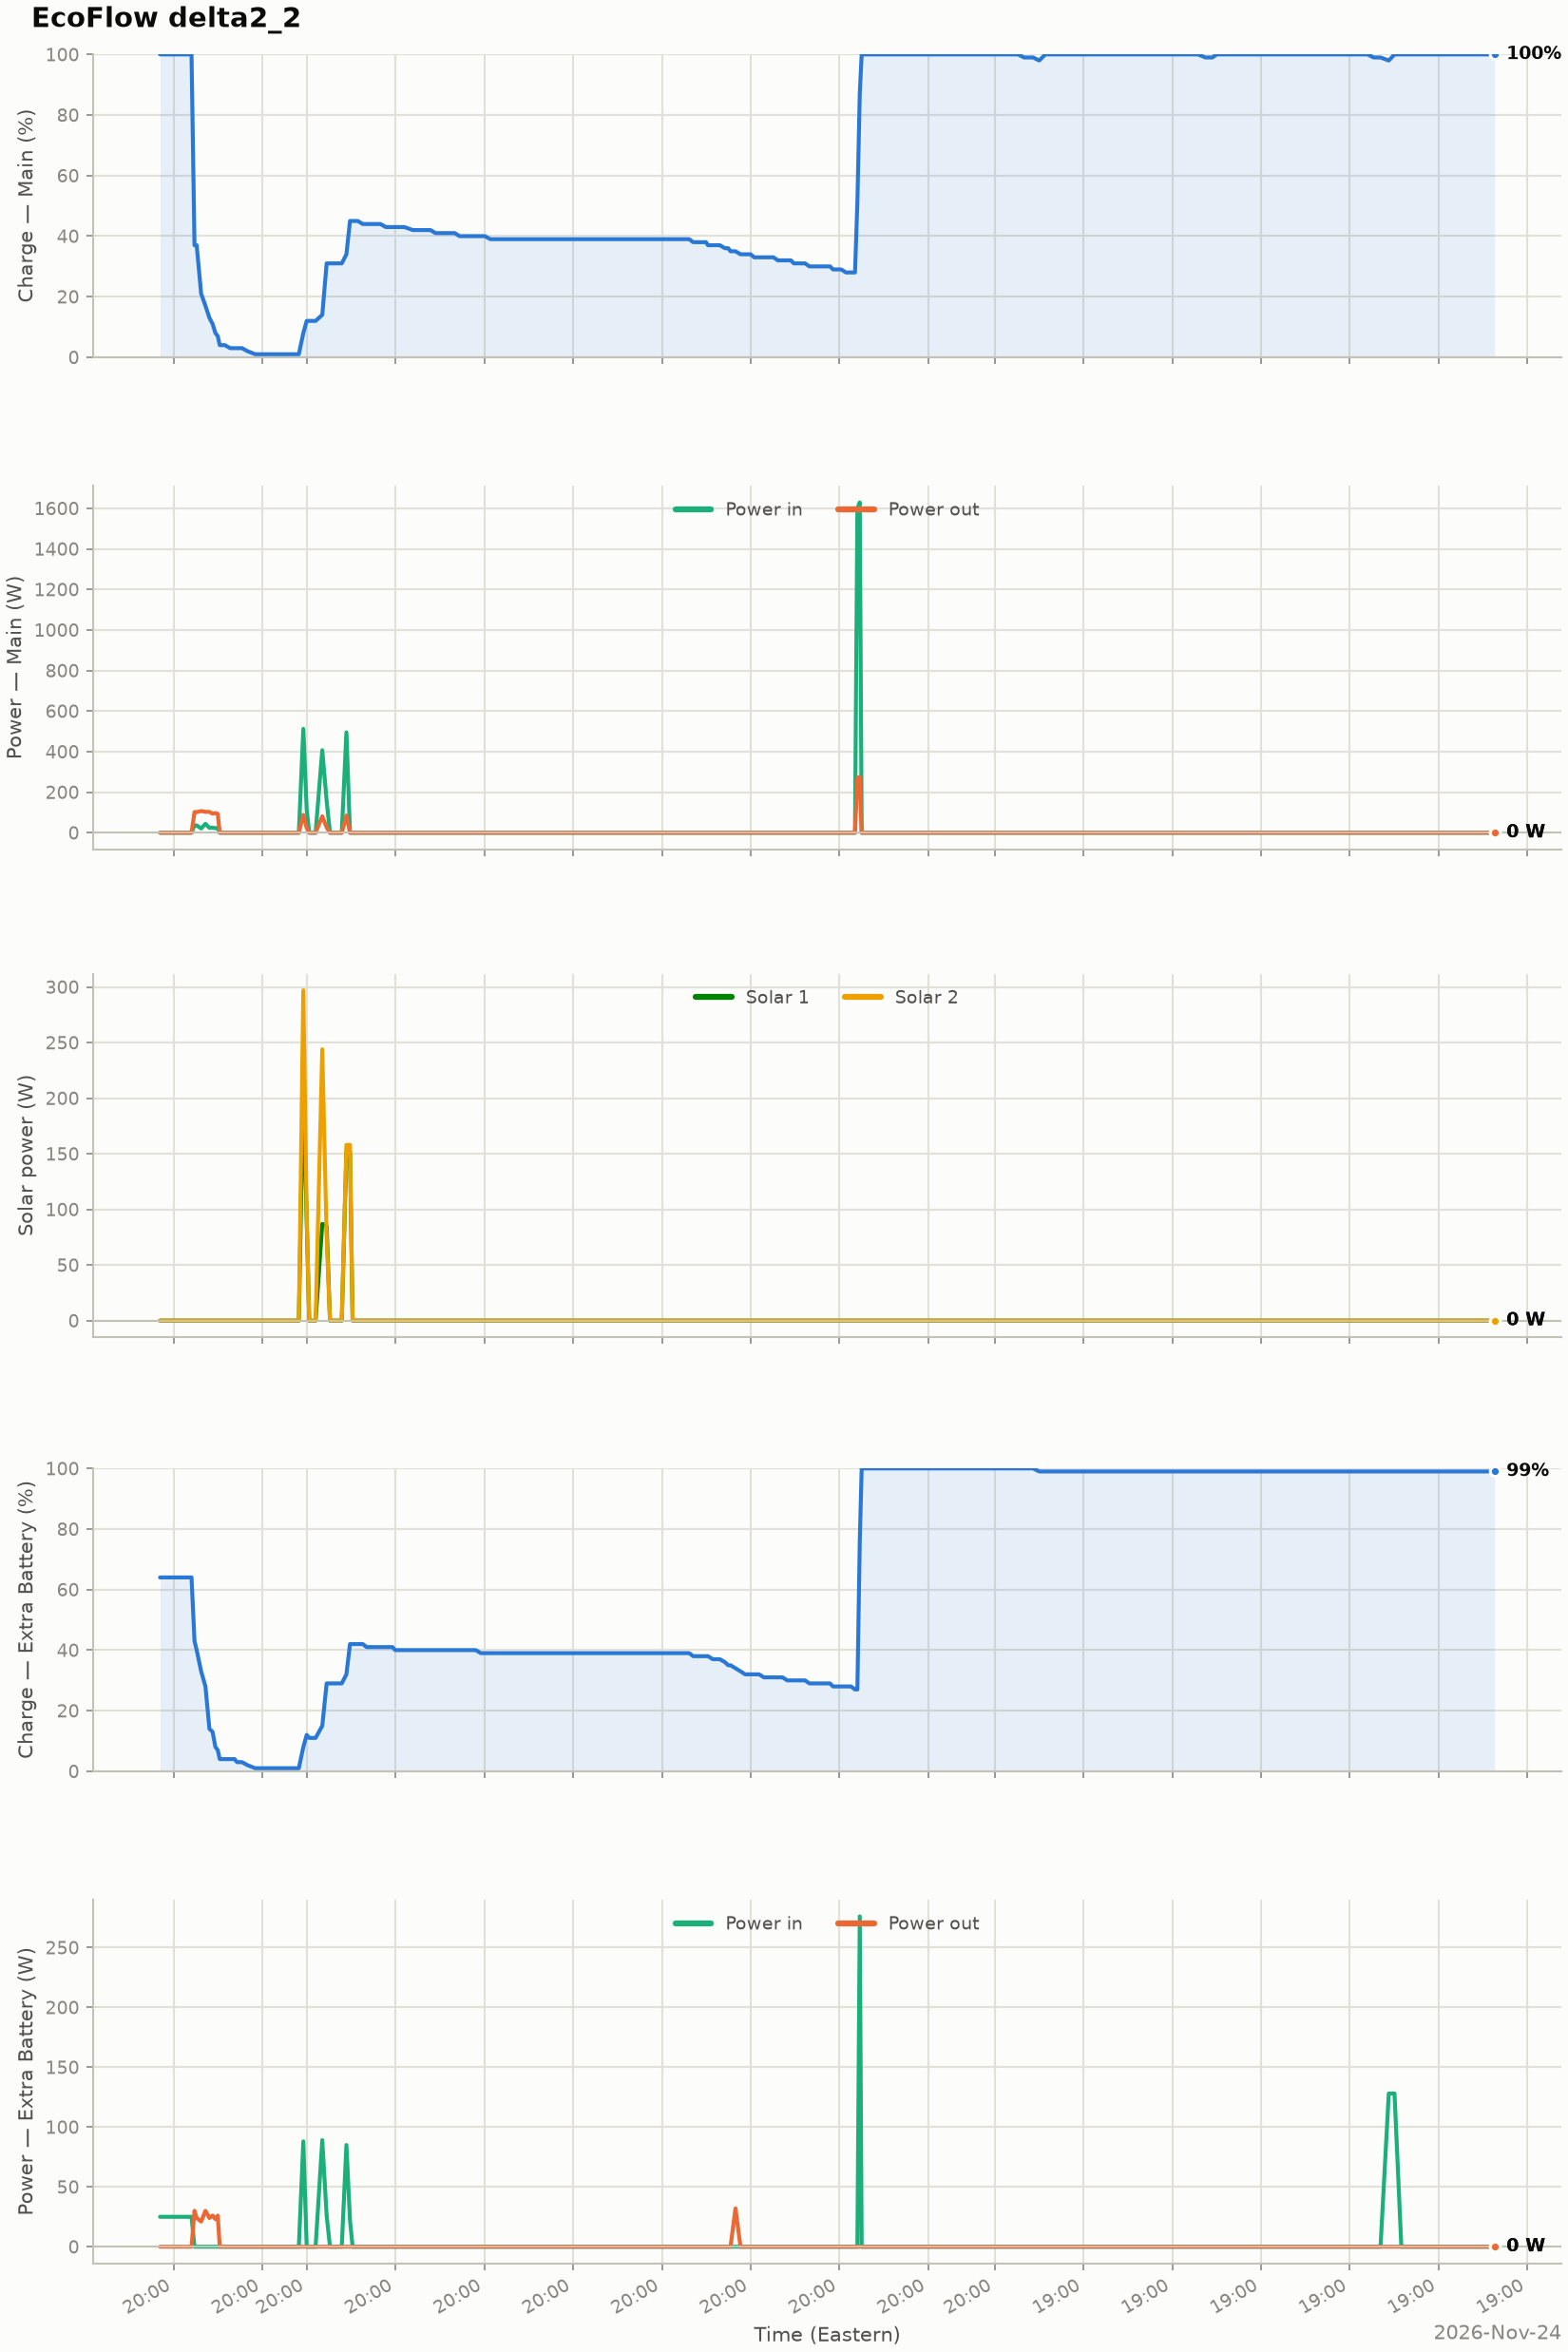 EcoFlow delta2_2
100
80
60
40
20
0
Charge — Main (%)
100%
1600
1400
1200
1000
800
600
400
200
0
Power — Main (W)
Power in
Power out
0 W
300
250
200
150
100
50
0
Solar power (W)
Solar 1
Solar 2
0 W
100
80
60
40
20
0
Charge — Extra Battery (%)
99%
250
200
150
100
50
0
Power — Extra Battery (W)
Power in
Power out
0 W
20:00 20:00 20:00 20:00 20:00 20:00 20:00 20:00 20:00 20:00 20:00 19:00 19:00 19:00 19:00 19:00 19:00
Time (Eastern)
2026-Nov-24